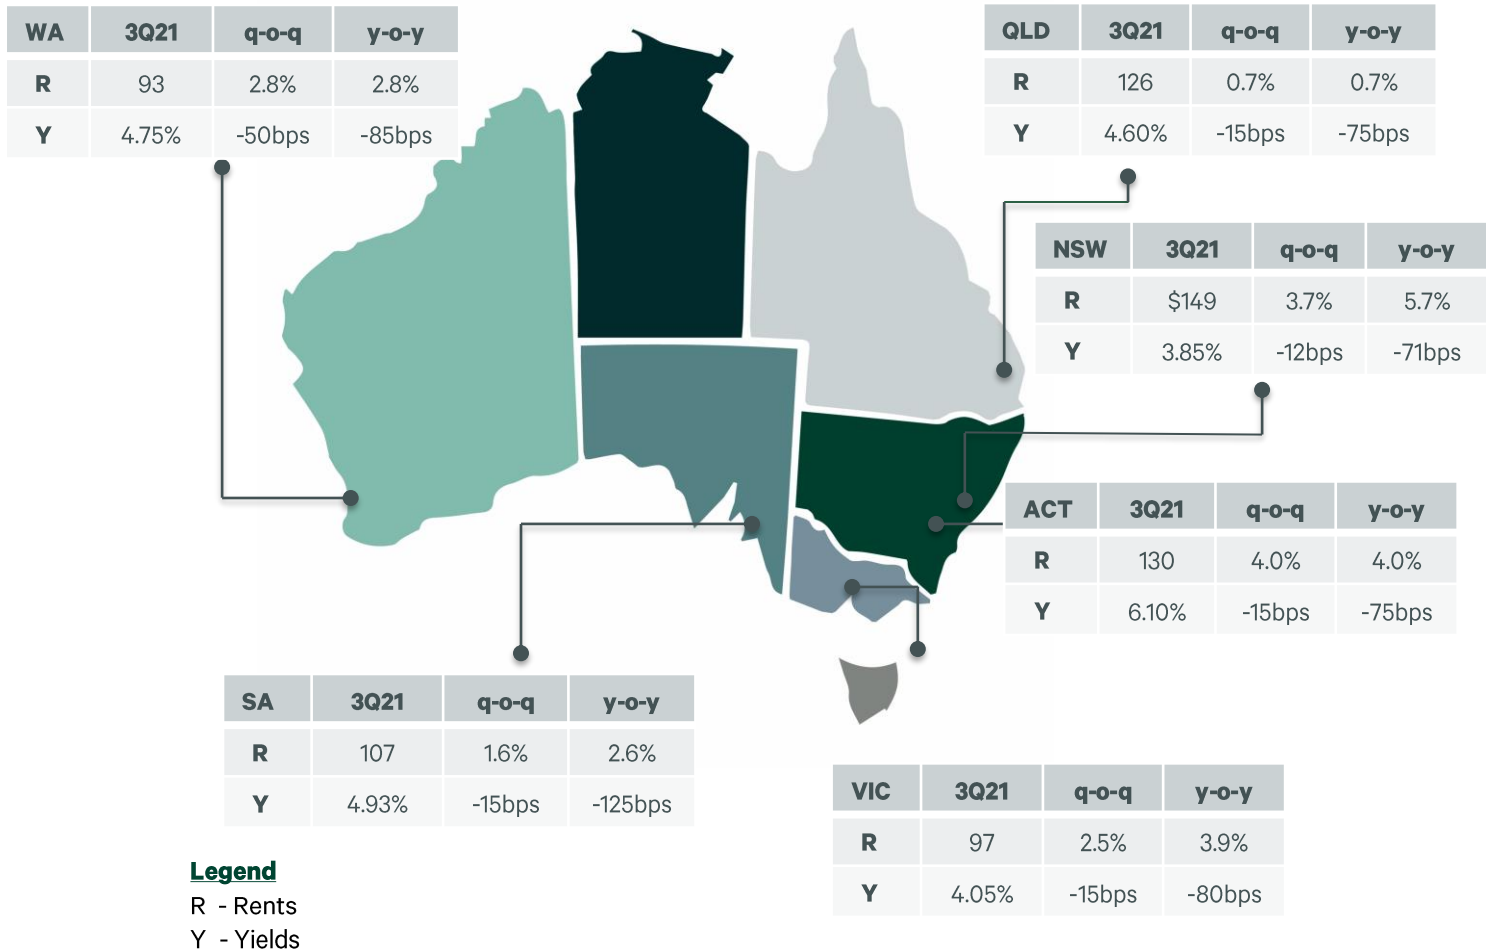 WA 3Q21 q-o-q y-o-y
R 93 2.8% 2.8%
Y 4.75% -50bps -85bps
QLD 3Q21 q-o-q y-o-y
R 126 0.7% 0.7%
Y 4.60% -15bps -75bps
NSW 3Q21 q-o-q y-o-y
R $149 3.7% 5.7%
Y 3.85% -12bps -71bps
ACT 3Q21 q-o-q y-o-y
R 130 4.0% 4.0%
Y 6.10% -15bps -75bps
SA 3Q21 q-o-q y-o-y
R 107 1.6% 2.6%
Y 4.93% -15bps -125bps
VIC 3Q21 q-o-q y-o-y
R 97 2.5% 3.9%
Y 4.05% -15bps -80bps
Legend
R - Rents
Y - Yields